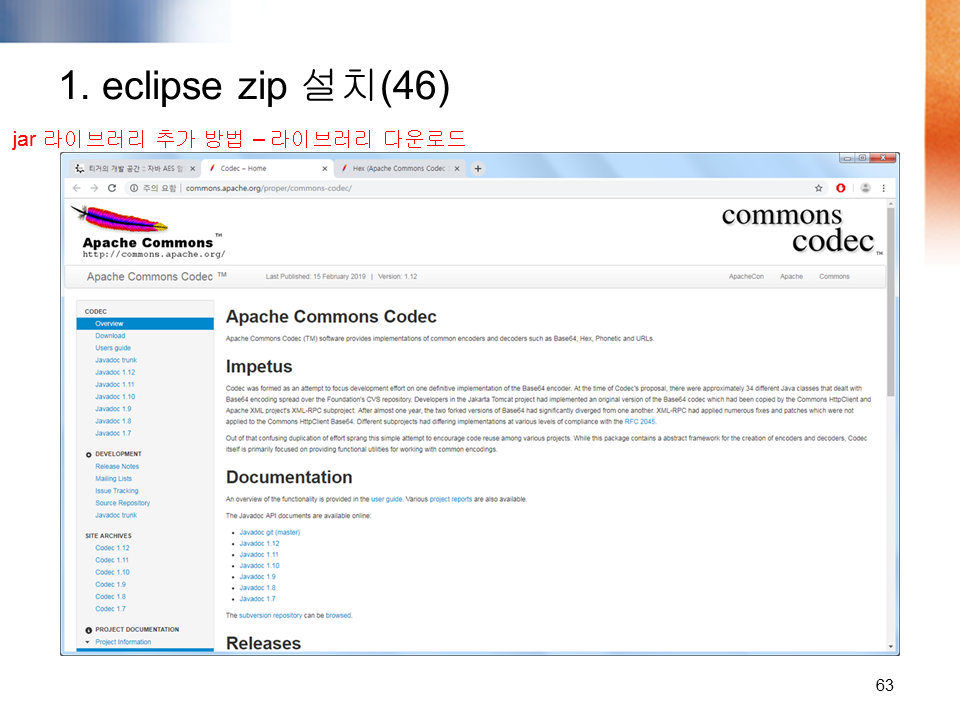 1. eclipse zip 설치(46)
jar 라이브러리 추가 방법 – 라이브러리 다운로드
티거의 개발 공간 :: 자바 AES 암
Codec – Home
Hex (Apache Commons Codec
주의 요함 | commons.apache.org/proper/commons-codec/
Apache Commons ™
http://commons.apache.org/
commons
codec ™
Apache Commons Codec ™
Last Published: 15 February 2019 | Version: 1.12
ApacheCon Apache Commons
CODEC
Overview
Download
Users guide
Javadoc trunk
Javadoc 1.12
Javadoc 1.11
Javadoc 1.10
Javadoc 1.9
Javadoc 1.8
Javadoc 1.7
DEVELOPMENT
Release Notes
Mailing Lists
Issue Tracking
Source Repository
Javadoc trunk
SITE ARCHIVES
Codec 1.12
Codec 1.11
Codec 1.10
Codec 1.9
Codec 1.8
Codec 1.7
PROJECT DOCUMENTATION
Project Information
Apache Commons Codec
Apache Commons Codec (TM) software provides implementations of common encoders and decoders such as Base64, Hex, Phonetic and URLs.
Impetus
Codec was formed as an attempt to focus development effort on one definitive implementation of the Base64 encoder. At the time of Codec's proposal, there were approximately 34 different Java classes that dealt with
Base64 encoding spread over the Foundation's CVS repository. Developers in the Jakarta Tomcat project had implemented an original version of the Base64 codec which had been copied by the Commons HttpClient and
Apache XML project's XML-RPC subproject. After almost one year, the two forked versions of Base64 had significantly diverged from one another. XML-RPC had applied numerous fixes and patches which were not
applied to the Commons HttpClient Base64. Different subprojects had differing implementations at various levels of compliance with the RFC 2045.
Out of that confusing duplication of effort sprang this simple attempt to encourage code reuse among various projects. While this package contains a abstract framework for the creation of encoders and decoders, Codec
itself is primarily focused on providing functional utilities for working with common encodings.
Documentation
An overview of the functionality is provided in the user guide. Various project reports are also available.
The Javadoc API documents are available online:
Javadoc git (master)
Javadoc 1.12
Javadoc 1.11
Javadoc 1.10
Javadoc 1.9
Javadoc 1.8
Javadoc 1.7
The subversion repository can be browsed.
Releases
63